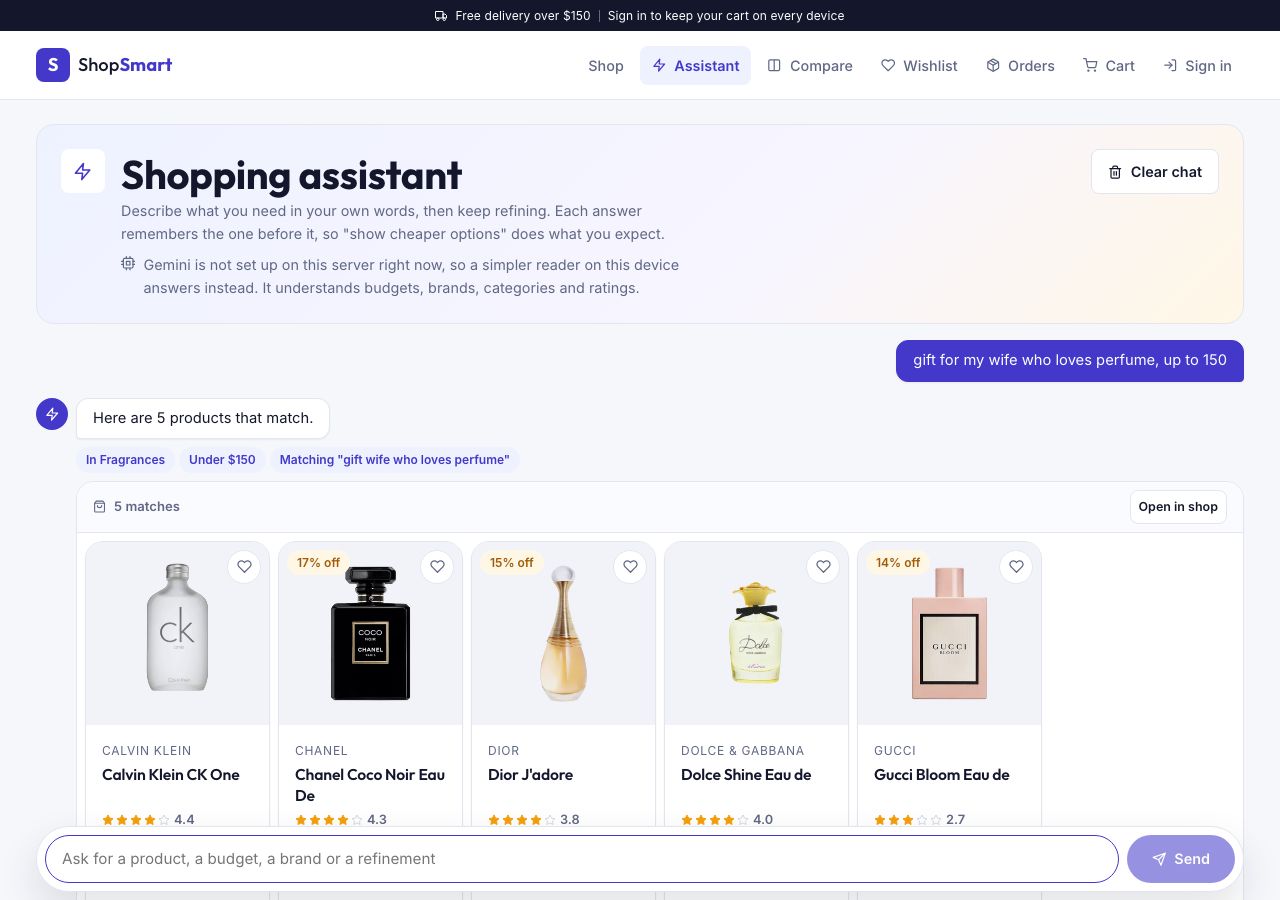 Free delivery over $150 | Sign in to keep your cart on every device
S ShopSmart
Shop
Assistant
Compare
Wishlist
Orders
Cart
Sign in
Shopping assistant
Clear chat
Describe what you need in your own words, then keep refining. Each answer
remembers the one before it, so "show cheaper options" does what you expect.
Gemini is not set up on this server right now, so a simpler reader on this device
answers instead. It understands budgets, brands, categories and ratings.
gift for my wife who loves perfume, up to 150
Here are 5 products that match.
In Fragrances
Under $150
Matching "gift wife who loves perfume"
5 matches
Open in shop
ck
one
Calvin Klein
17% off
COCO
NOIR
CHANEL
PARIS
15% off
Dolce
shine
14% off
GUCCI
BLOOM
CALVIN KLEIN
Calvin Klein CK One
4.4
CHANEL
Chanel Coco Noir Eau
De
4.3
DIOR
Dior J'adore
3.8
DOLCE & GABBANA
Dolce Shine Eau de
4.0
GUCCI
Gucci Bloom Eau de
2.7
Ask for a product, a budget, a brand or a refinement
Send